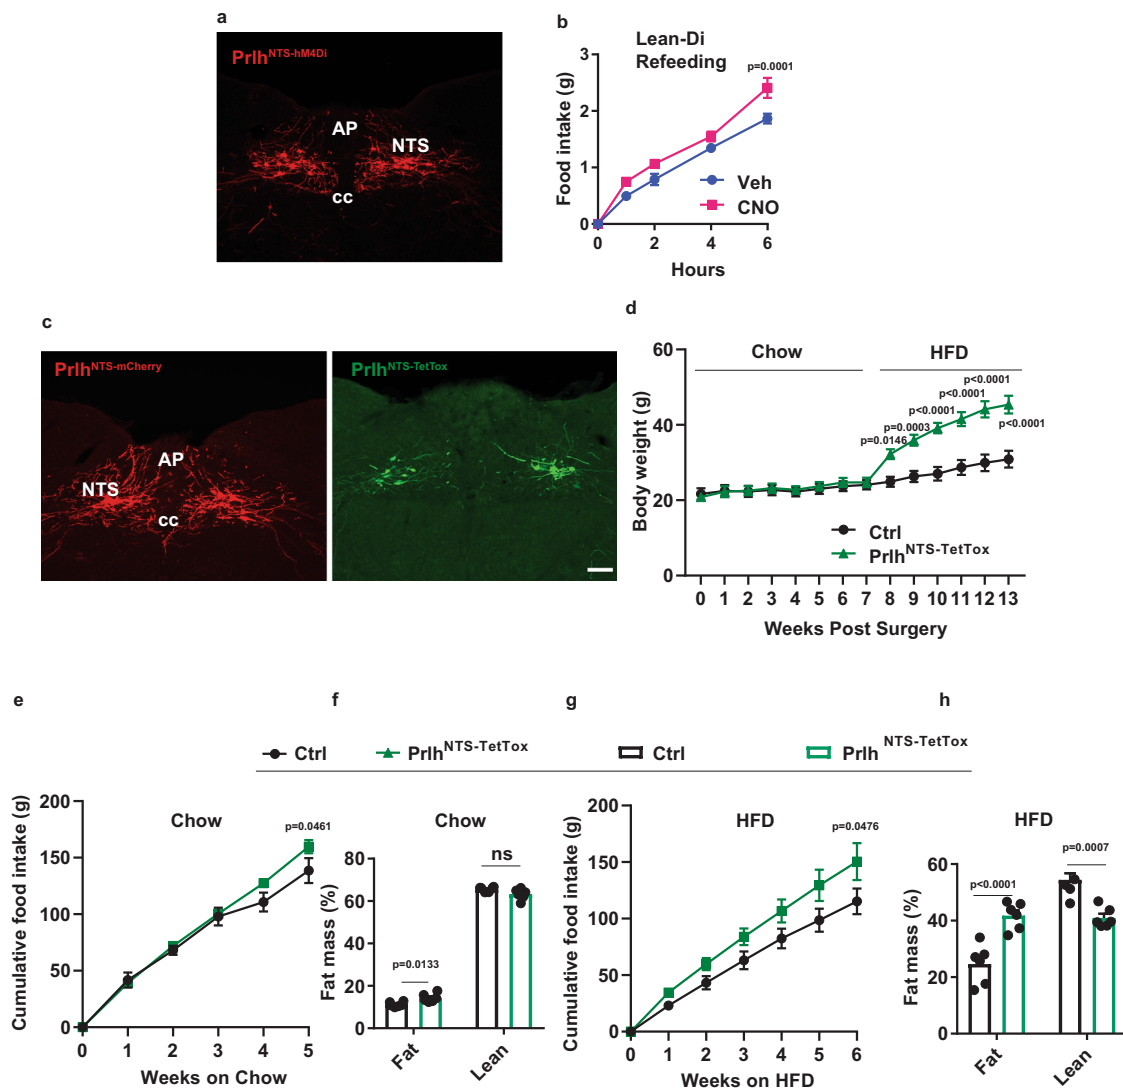 a
Prlh^NTS-hM4Di
AP
NTS
cc
b
Lean-Di
Refeeding
p=0.0001
Food intake (g)
3
2
1
0
Veh
CNO
0 2 4 6
Hours
c
Prlh^NTS-mCherry
AP
NTS
cc
Prlh^NTS-TetTox
d
Chow HFD
Body weight (g)
60
40
20
0
p=0.0146
p=0.0003
p<0.0001
p<0.0001
p<0.0001
p<0.0001
Ctrl
Prlh^NTS-TetTox
0 1 2 3 4 5 6 7 8 9 10 11 12 13
Weeks Post Surgery
e f g h
Ctrl Prlh^NTS-TetTox Ctrl Prlh^NTS-TetTox
Chow
Cumulative food intake (g)
200
150
100
50
0
p=0.0461
0 1 2 3 4 5
Weeks on Chow
Chow
Fat mass (%)
80
60
40
20
0
p=0.0133
ns
Fat Lean
HFD
Cumulative food intake (g)
200
150
100
50
0
p=0.0476
0 1 2 3 4 5 6
Weeks on HFD
HFD
Fat mass (%)
60
40
20
0
p<0.0001
p=0.0007
Fat Lean